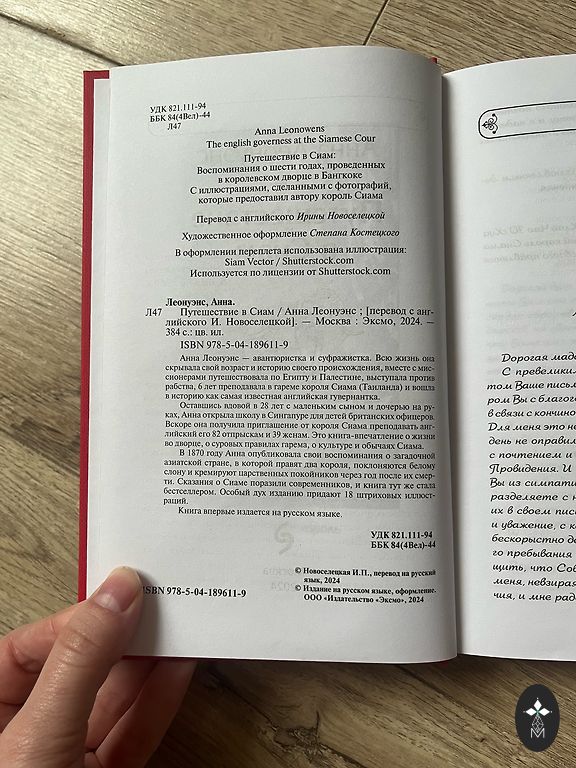 УДК 821.111-94
ББК 84(4Вел)-44
Л47
Anna Leonowens
The english governess at the Siamese Cour
Путешествие в Сиам:
Воспоминания о шести годах, проведенных
в королевском дворце в Бангкоке
С иллюстрациями, сделанными с фотографий,
которые предоставил автору король Сиама
Перевод с английского Ирины Новоселецкой
Художественное оформление Степана Костецкого
В оформлении переплета использована иллюстрация:
Siam Vector / Shutterstock.com
Используется по лицензии от Shutterstock.com
Леонуэнс, Анна.
Л47 Путешествие в Сиам / Анна Леонуэнс ; [перевод с анг-
лийского И. Новоселецкой]. — Москва : Эксмо, 2024. —
384 с.: цв. ил.
ISBN 978-5-04-189611-9
Анна Леонуэнс — авантюристка и суфражистка. Всю жизнь она
скрывала свой возраст и историю своего происхождения, вместе с мис-
сионерами путешествовала по Египту и Палестине, выступала против
рабства, 6 лет преподавала в гареме короля Сиама (Таиланда) и вошла
в историю как самая известная английская гувернантка.
Оставшись вдовой в 28 лет с маленьким сыном и дочерью на ру-
ках, Анна открыла школу в Сингапуре для детей британских офицеров.
Вскоре она получила приглашение от короля Сиама преподавать анг-
лийский его 82 отпрыскам и 39 женам. Это книга-впечатление о жизни
во дворце, о суровых правилах гарема, о культуре и обычаях Сиама.
В 1870 году Анна опубликовала свои воспоминания о загадочной
азиатской стране, в которой правят два короля, поклоняются белому
слону и кремируют царственных покойников через год после их смер-
ти. Сказания о Сиаме поразили современников, и книга тут же стала
бестселлером. Особый дух изданию придают 18 штриховых иллюст-
раций.
Книга впервые издается на русском языке.
УДК 821.111-94
ББК 84(4Вел)-44
© Новоселецкая И.П., перевод на русский
язык, 2024
© Издание на русском языке, оформление.
ООО «Издательство «Эксмо», 2024
ISBN 978-5-04-189611-9
Дорогая мада
С превеликим
том Ваше письм
ром Вы с благог
в связи с кончино
Для меня это не
день не оправил
с почтением и
Провидения. И
Вы из симпати
разделяете с н
их в своем пис
и уважение, с к
бескорыстно де
го пребывания
щить, что Сов
меня, невзирая
чия, и мне рад
М